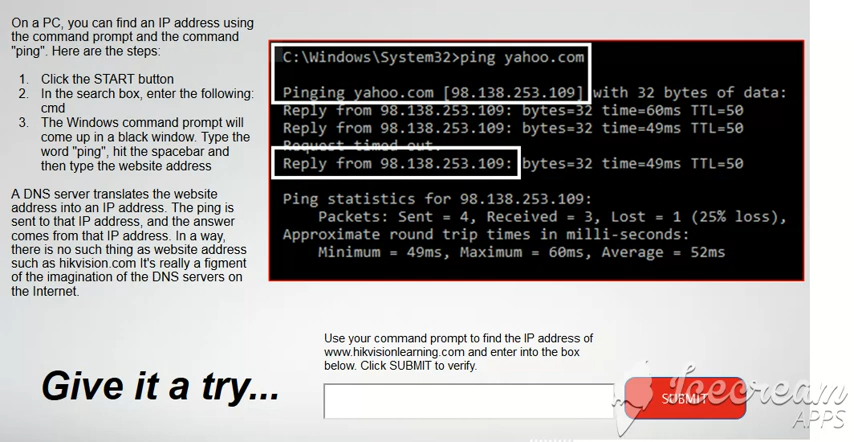 On a PC, you can find an IP address using
the command prompt and the command
"ping". Here are the steps:
1. Click the START button
2. In the search box, enter the following:
cmd
3. The Windows command prompt will
come up in a black window. Type the
word "ping", hit the spacebar and
then type the website address
A DNS server translates the website
address into an IP address. The ping is
sent to that IP address, and the answer
comes from that IP address. In a way,
there is no such thing as website address
such as hikvision.com It's really a figment
of the imagination of the DNS servers on
the Internet.
C:\Windows\System32>ping yahoo.com
Pinging yahoo.com [98.138.253.109] with 32 bytes of data:
Reply from 98.138.253.109: bytes=32 time=60ms TTL=50
Reply from 98.138.253.109: bytes=32 time=49ms TTL=50
Request timed out.
Reply from 98.138.253.109: bytes=32 time=49ms TTL=50
Ping statistics for 98.138.253.109:
Packets: Sent = 4, Received = 3, Lost = 1 (25% loss),
Approximate round trip times in milli-seconds:
Minimum = 49ms, Maximum = 60ms, Average = 52ms
Give it a try...
Use your command prompt to find the IP address of
www.hikvisionlearning.com and enter into the box
below. Click SUBMIT to verify.
SUBMIT
Icecream
APPS